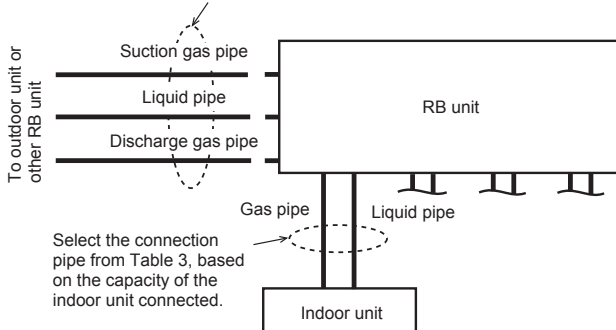 Suction gas pipe
Liquid pipe
Discharge gas pipe
To outdoor unit or
other RB unit
RB unit
Gas pipe
Liquid pipe
Select the connection
pipe from Table 3, based
on the capacity of the
indoor unit connected.
Indoor unit